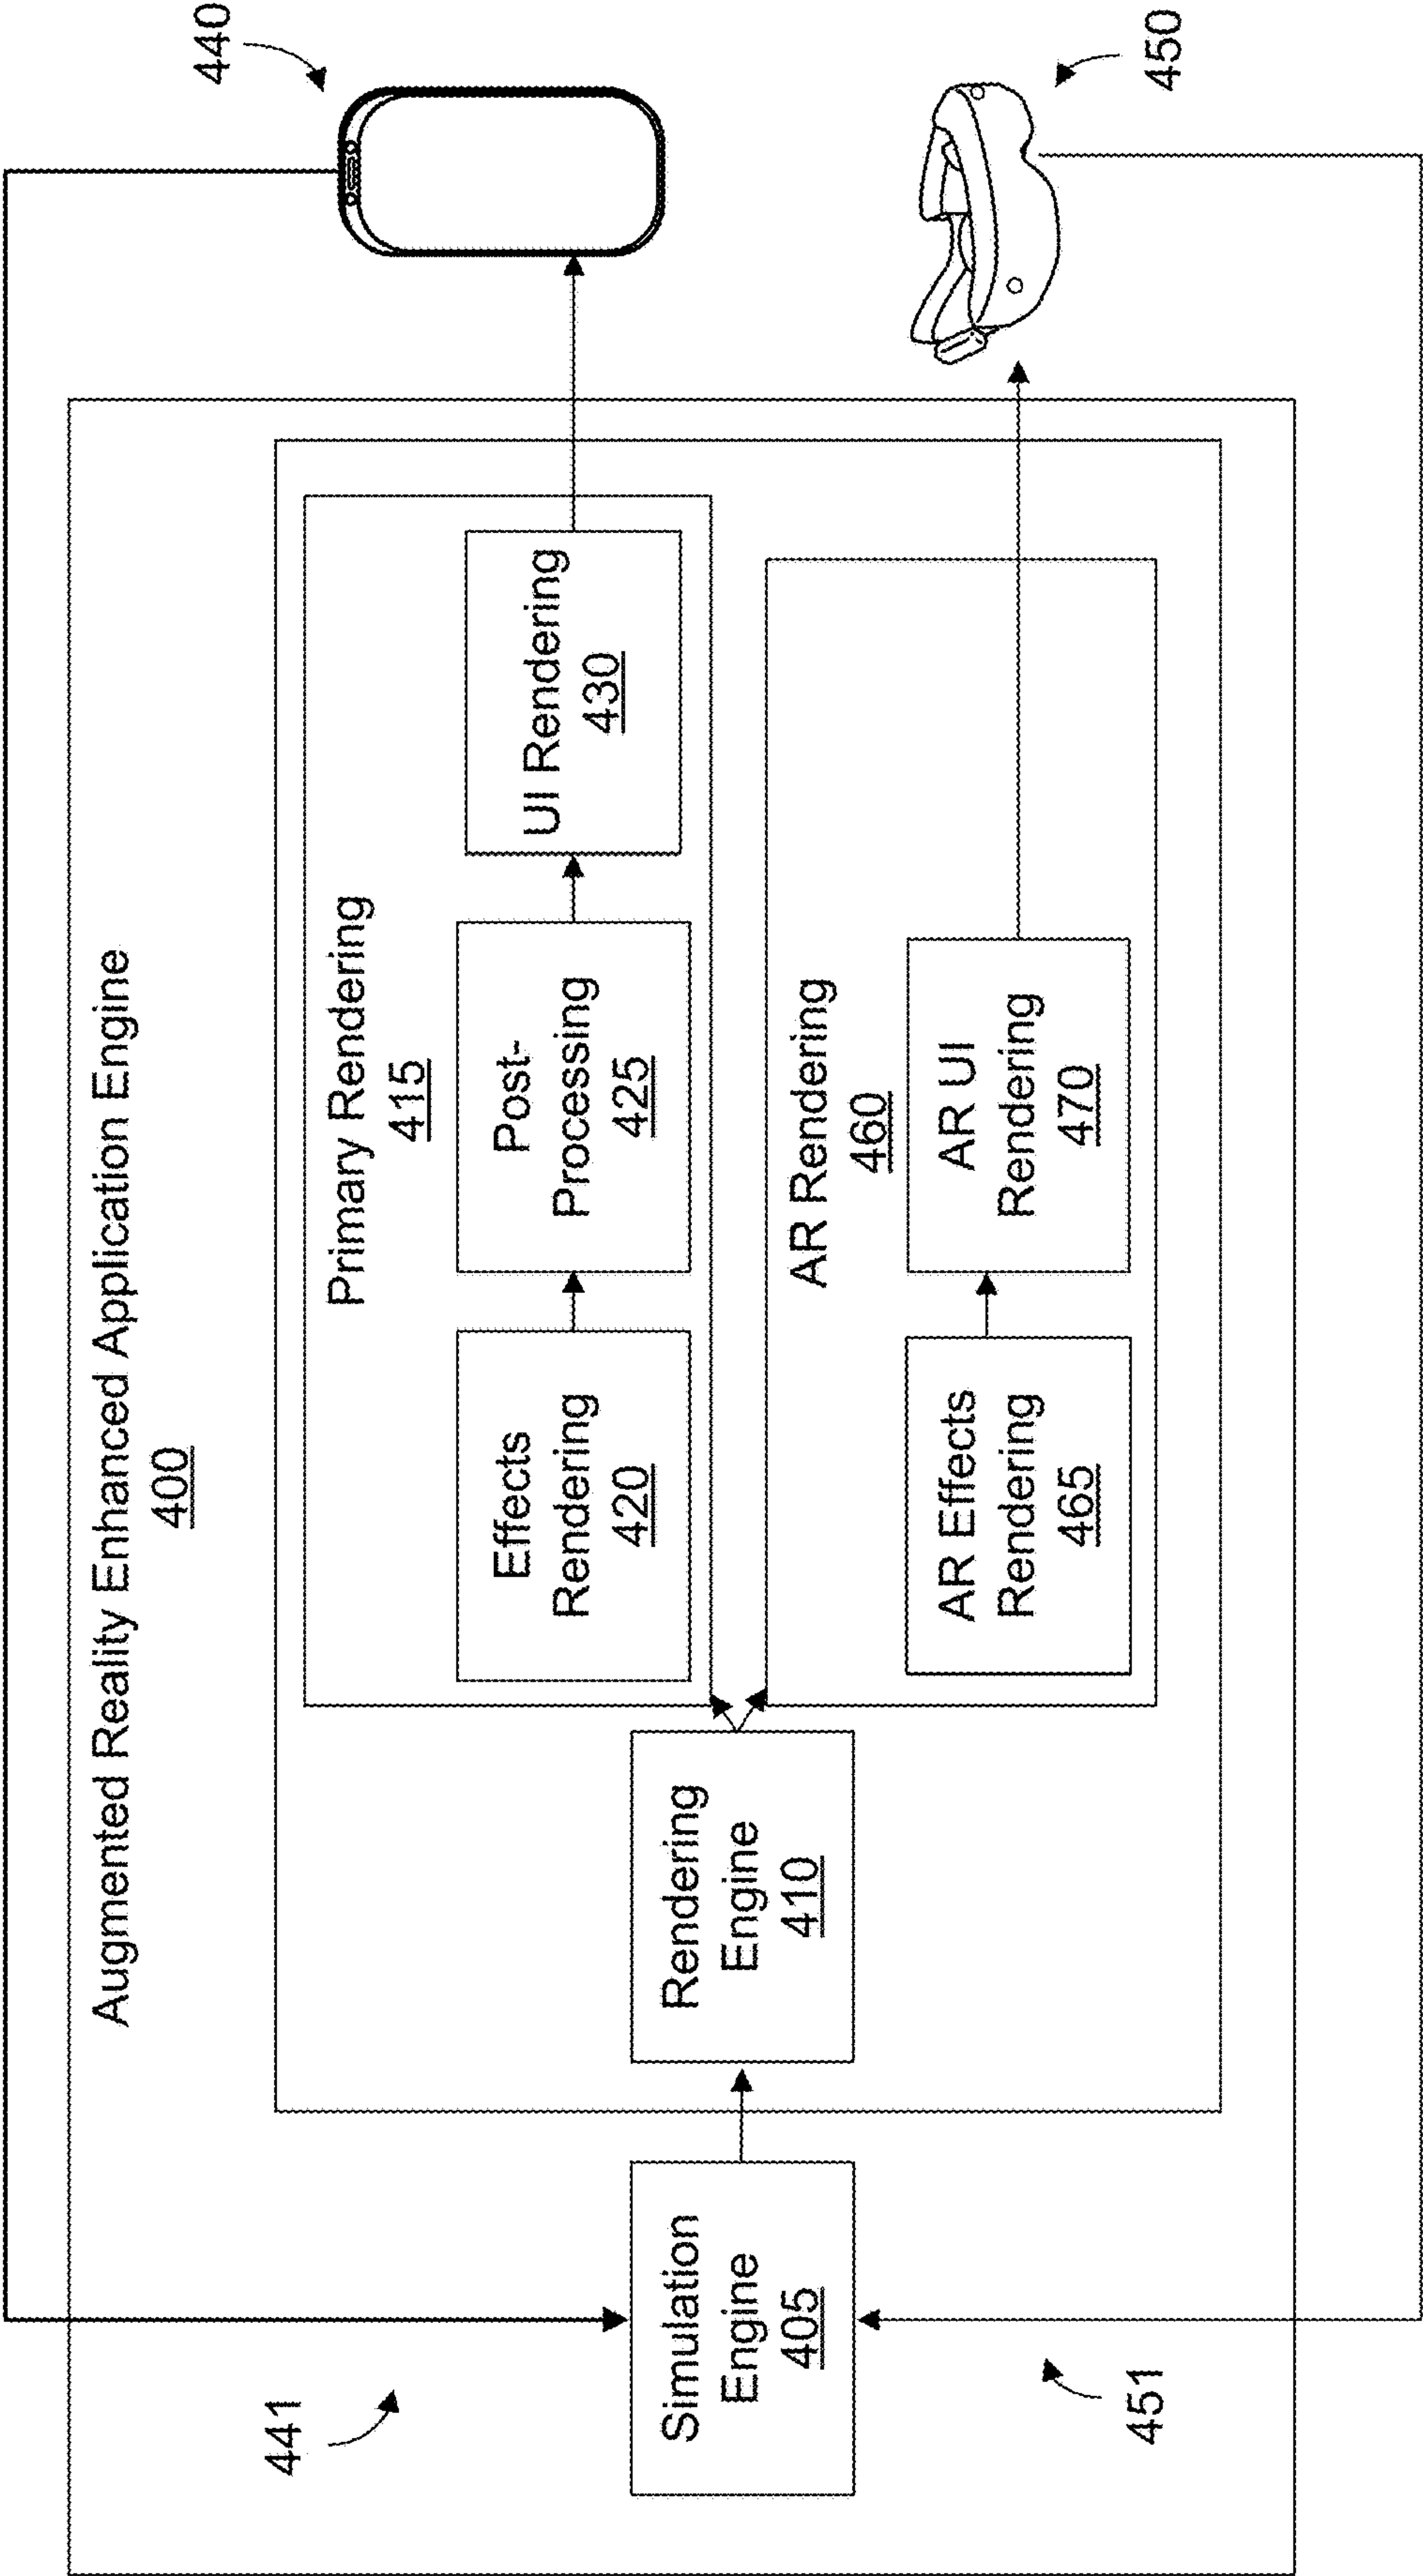 Augmented Reality Enhanced Application Engine
400
441
440
Primary Rendering
415
Simulation
Engine
405
Rendering
Engine
410
Effects
Rendering
420
Post-
Processing
425
UI Rendering
430
AR Rendering
460
AR Effects
Rendering
465
AR UI
Rendering
470
451
450